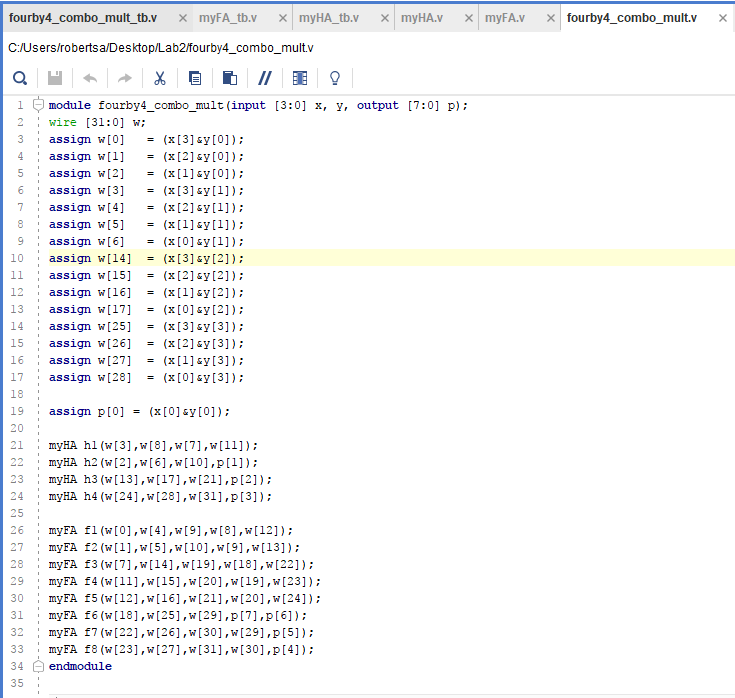 fourby4_combo_mult_tb.v × myFA_tb.v × myHA_tb.v × myHA.v × myFA.v × fourby4_combo_mult.v ×
C:/Users/robertsa/Desktop/Lab2/fourby4_combo_mult.v
1 module fourby4_combo_mult(input [3:0] x, y, output [7:0] p);
2 wire [31:0] w;
3 assign w[0] = (x[3]&y[0]);
4 assign w[1] = (x[2]&y[0]);
5 assign w[2] = (x[1]&y[0]);
6 assign w[3] = (x[3]&y[1]);
7 assign w[4] = (x[2]&y[1]);
8 assign w[5] = (x[1]&y[1]);
9 assign w[6] = (x[0]&y[1]);
10 assign w[14] = (x[3]&y[2]);
11 assign w[15] = (x[2]&y[2]);
12 assign w[16] = (x[1]&y[2]);
13 assign w[17] = (x[0]&y[2]);
14 assign w[25] = (x[3]&y[3]);
15 assign w[26] = (x[2]&y[3]);
16 assign w[27] = (x[1]&y[3]);
17 assign w[28] = (x[0]&y[3]);
18
19 assign p[0] = (x[0]&y[0]);
20
21 myHA h1(w[3],w[8],w[7],w[11]);
22 myHA h2(w[2],w[6],w[10],p[1]);
23 myHA h3(w[13],w[17],w[21],p[2]);
24 myHA h4(w[24],w[28],w[31],p[3]);
25
26 myFA f1(w[0],w[4],w[9],w[8],w[12]);
27 myFA f2(w[1],w[5],w[10],w[9],w[13]);
28 myFA f3(w[7],w[14],w[19],w[18],w[22]);
29 myFA f4(w[11],w[15],w[20],w[19],w[23]);
30 myFA f5(w[12],w[16],w[21],w[20],w[24]);
31 myFA f6(w[18],w[25],w[29],p[7],p[6]);
32 myFA f7(w[22],w[26],w[30],w[29],p[5]);
33 myFA f8(w[23],w[27],w[31],w[30],p[4]);
34 endmodule
35